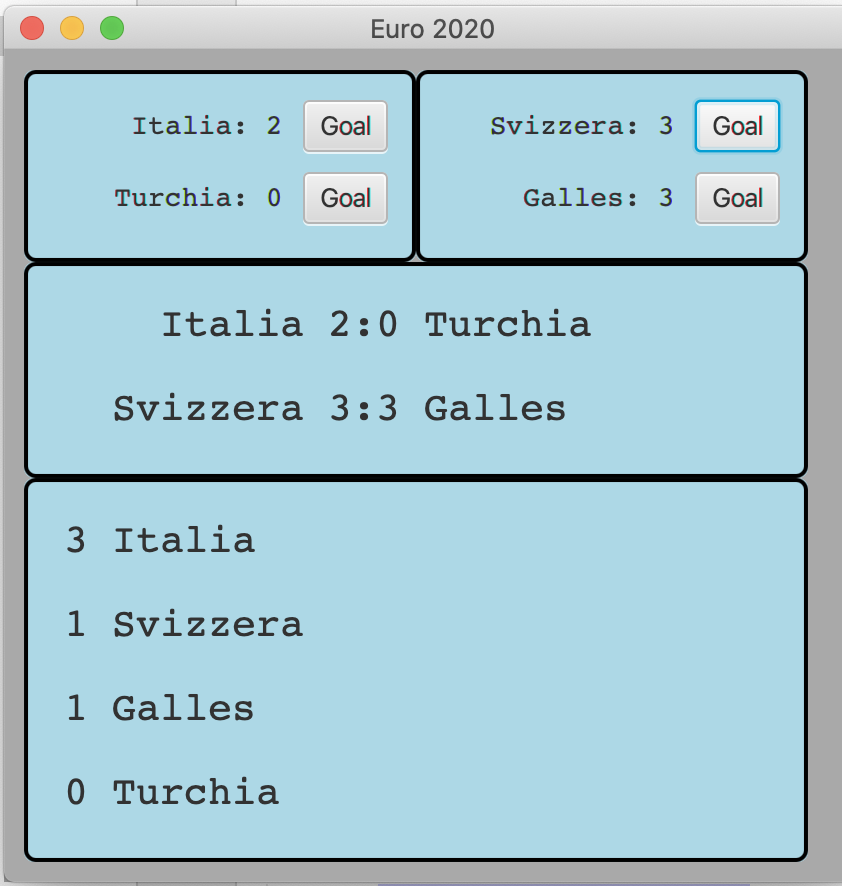 Euro 2020
Italia: 2 Goal
Turchia: 0 Goal
Svizzera: 3 Goal
Galles: 3 Goal
Italia 2:0 Turchia
Svizzera 3:3 Galles
3 Italia
1 Svizzera
1 Galles
0 Turchia